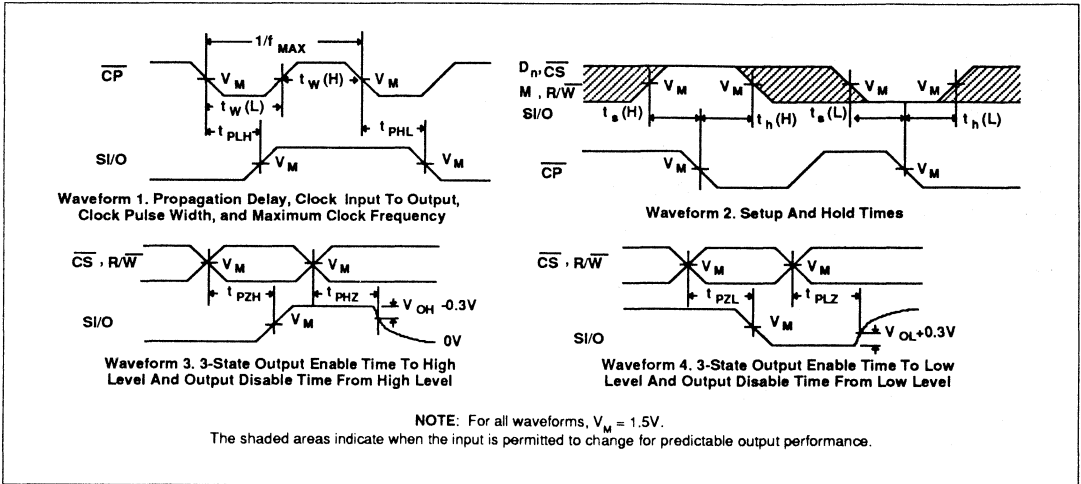 1/f MAX
C̅P̅
V M
t W (H)
V M
t W (L)
t PLH
t PHL
SI/O
V M
V M
Waveform 1. Propagation Delay, Clock Input To Output,
Clock Pulse Width, and Maximum Clock Frequency
D n, C̅S̅
M , R/W̅
SI/O
V M
V M
V M
V M
t s (H)
t h (H)
t s (L)
t h (L)
C̅P̅
V M
V M
Waveform 2. Setup And Hold Times
C̅S̅ , R/W̅
V M
V M
t PZH
t PHZ
V OH -0.3V
SI/O
V M
0V
Waveform 3. 3-State Output Enable Time To High
Level And Output Disable Time From High Level
C̅S̅ , R/W̅
V M
V M
t PZL
t PLZ
SI/O
V M
V OL+0.3V
Waveform 4. 3-State Output Enable Time To Low
Level And Output Disable Time From Low Level
NOTE: For all waveforms, V M = 1.5V.
The shaded areas indicate when the input is permitted to change for predictable output performance.